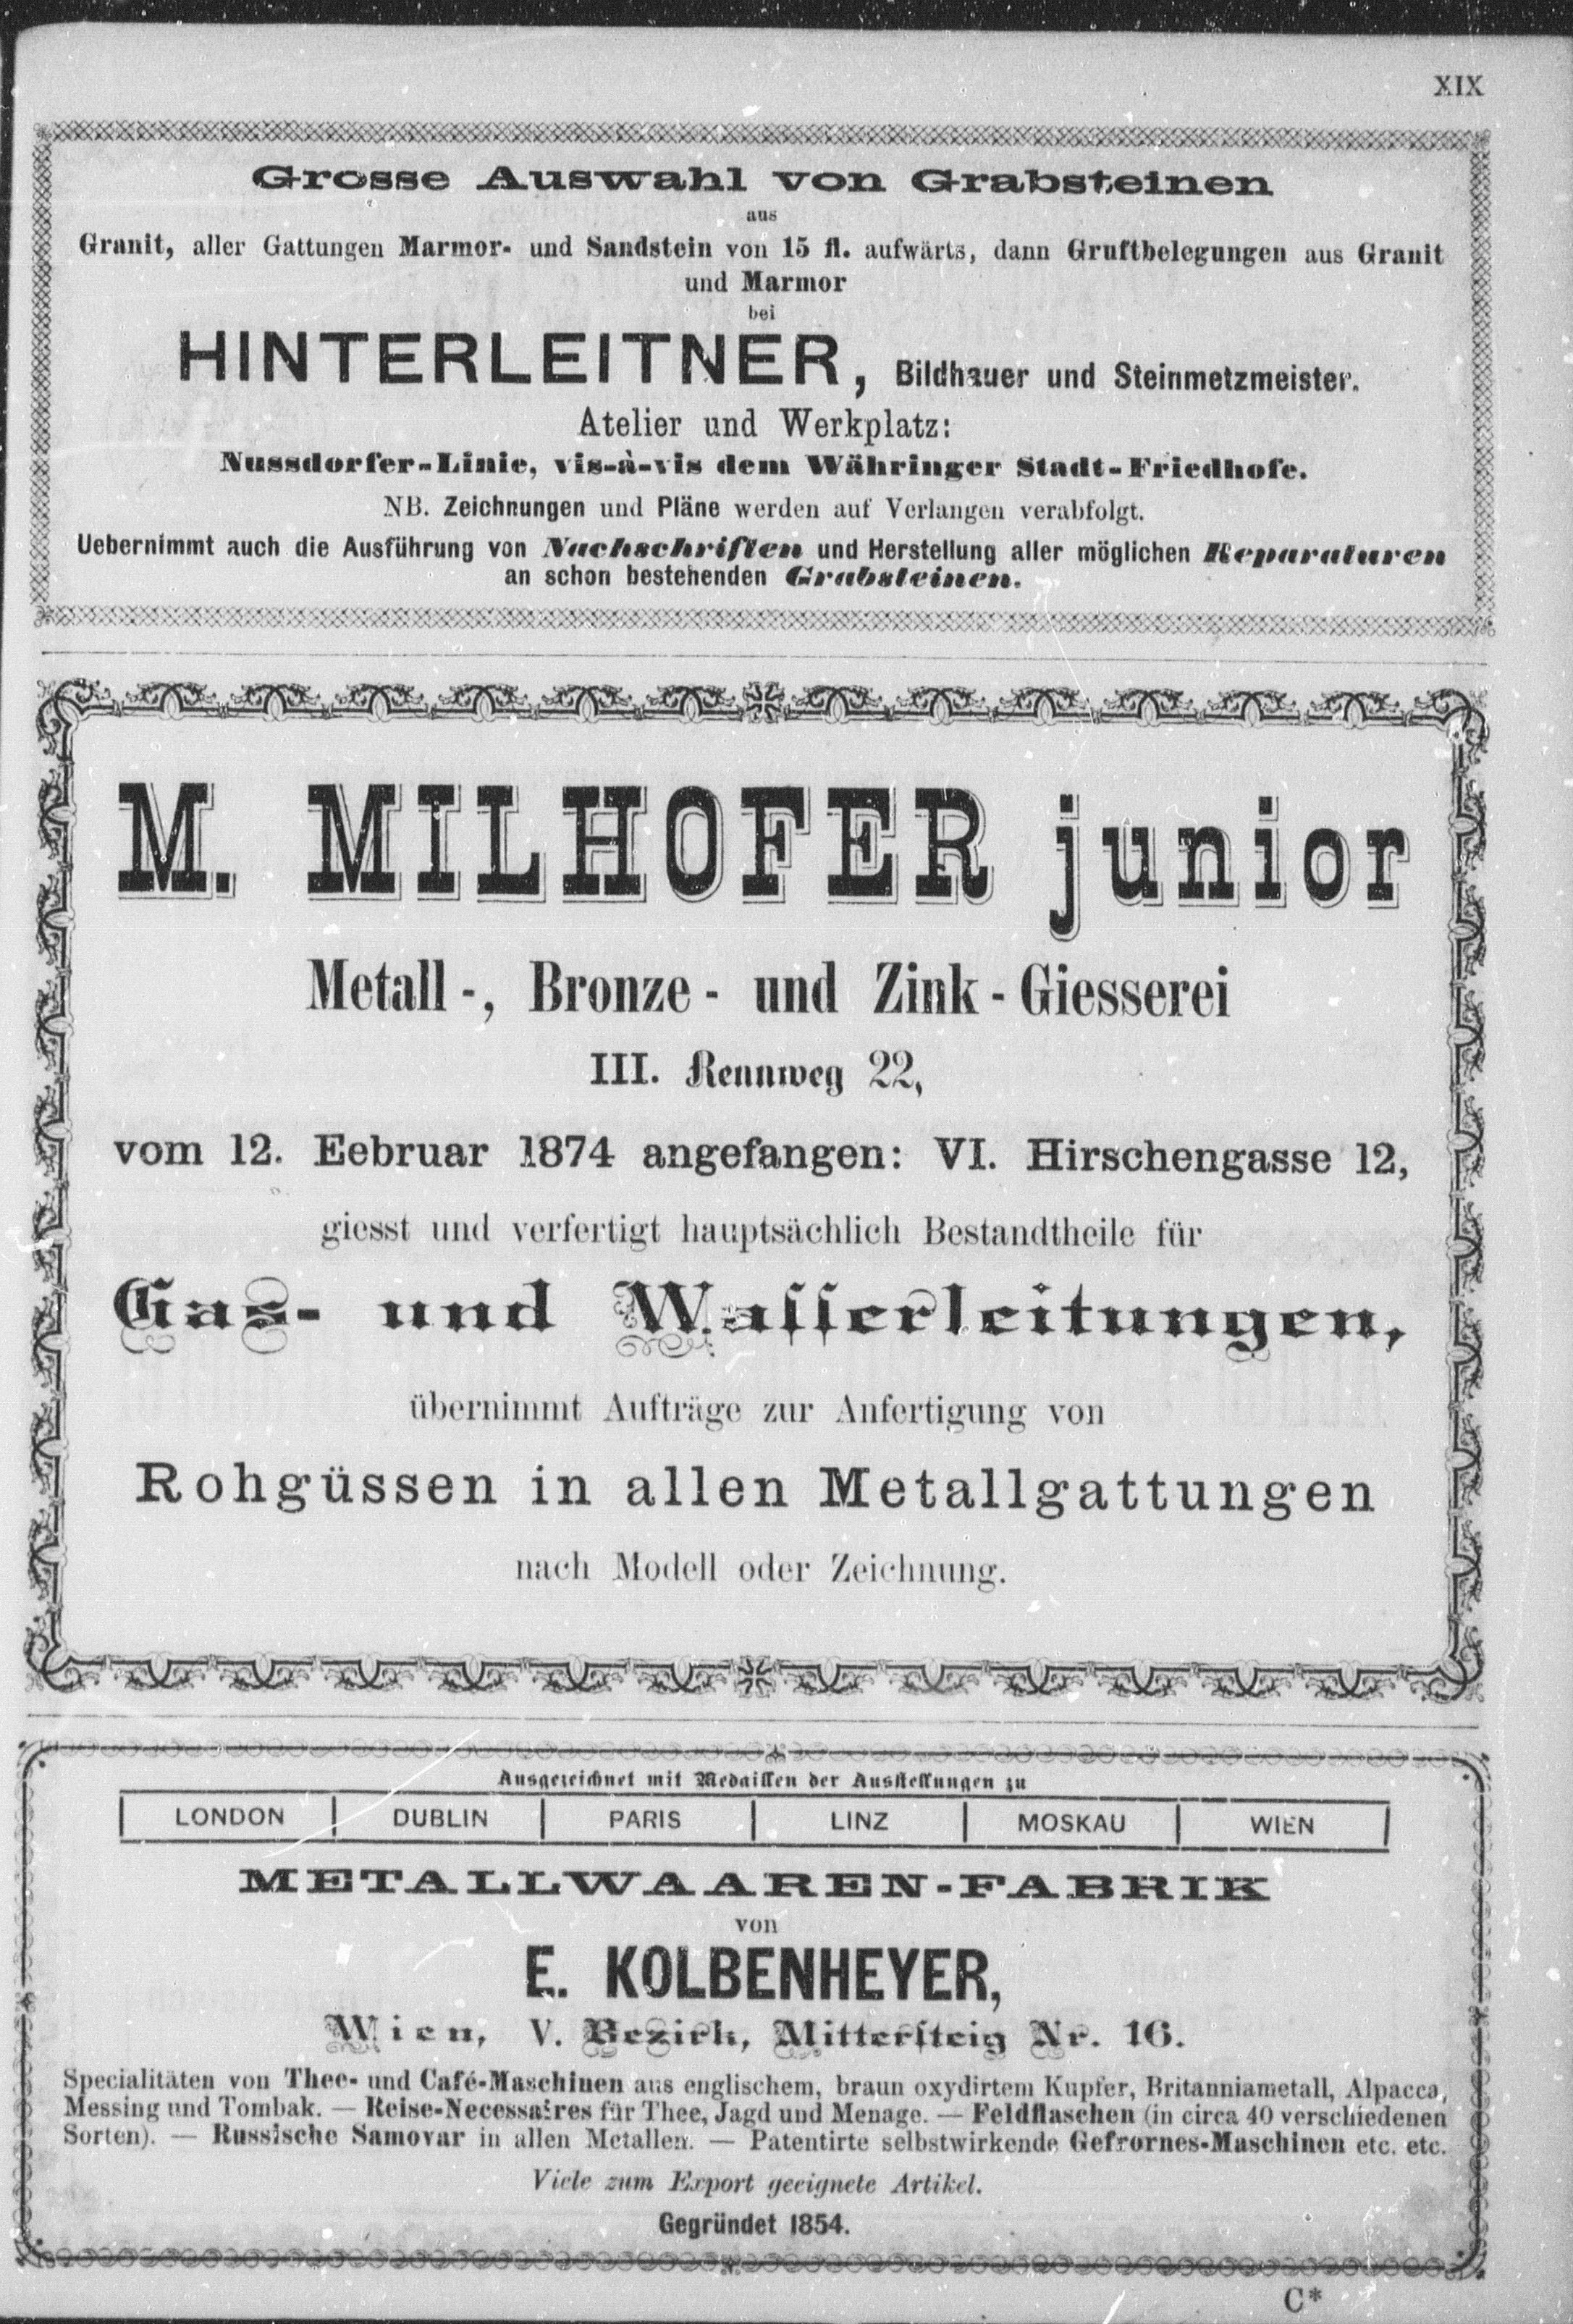 XIX
Grosse Auswahl von Grabsteinen
aus
Granit, aller Gattungen Marmor- und Sandstein von 15 fl. aufwärts, dann Gruftbelegungen aus Granit
und Marmor
bei
HINTERLEITNER, Bildhauer und Steinmetzmeister.
Atelier und Werkplatz:
Nussdorfer-Linie, vis-à-vis dem Währinger Stadt-Friedhofe.
NB. Zeichnungen und Pläne werden auf Verlangen verabfolgt.
Uebernimmt auch die Ausführung von Nachschriften und Herstellung aller möglichen Reparaturen
an schon bestehenden Grabsteinen.
M. MILHOFER junior
Metall-, Bronze- und Zink-Giesserei
III. Rennweg 22,
vom 12. Eebruar 1874 angefangen: VI. Hirschengasse 12,
giesst und verfertigt hauptsächlich Bestandtheile für
Gas- und Waſſerleitungen,
übernimmt Aufträge zur Anfertigung von
Rohgüssen in allen Metallgattungen
nach Modell oder Zeichnung.
Ausgezeichnet mit Medaillen der Ausstellungen zu
LONDON | DUBLIN | PARIS | LINZ | MOSKAU | WIEN
METALLWAAREN-FABRIK
von
E. KOLBENHEYER,
Wien, V. Bezirk, Mitterſteig Nr. 16.
Specialitäten von Thee- und Café-Maschinen aus englischem, braun oxydirtem Kupfer, Britanniametall, Alpacca,
Messing und Tombak. — Reise-Necessaires für Thee, Jagd und Menage. — Feldflaschen (in circa 40 verschiedenen
Sorten). — Russische Samovar in allen Metallen. — Patentirte selbstwirkende Gefrornes-Maschinen etc. etc.
Viele zum Export geeignete Artikel.
Gegründet 1854.
C*